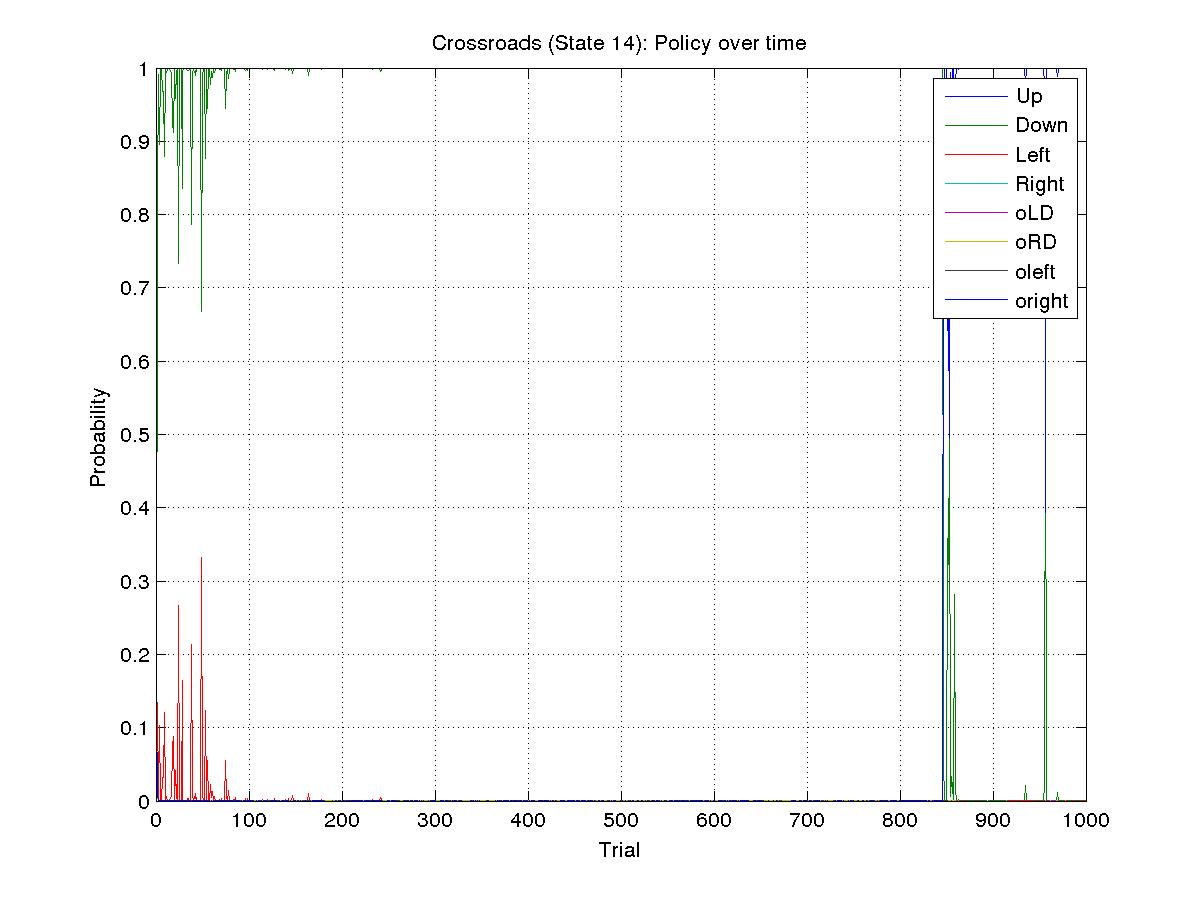 Crossroads (State 14): Policy over time
1
0.9
0.8
0.7
0.6
0.5
0.4
0.3
0.2
0.1
0
Probability
Up
Down
Left
Right
oLD
oRD
oleft
oright
0 100 200 300 400 500 600 700 800 900 1000
Trial